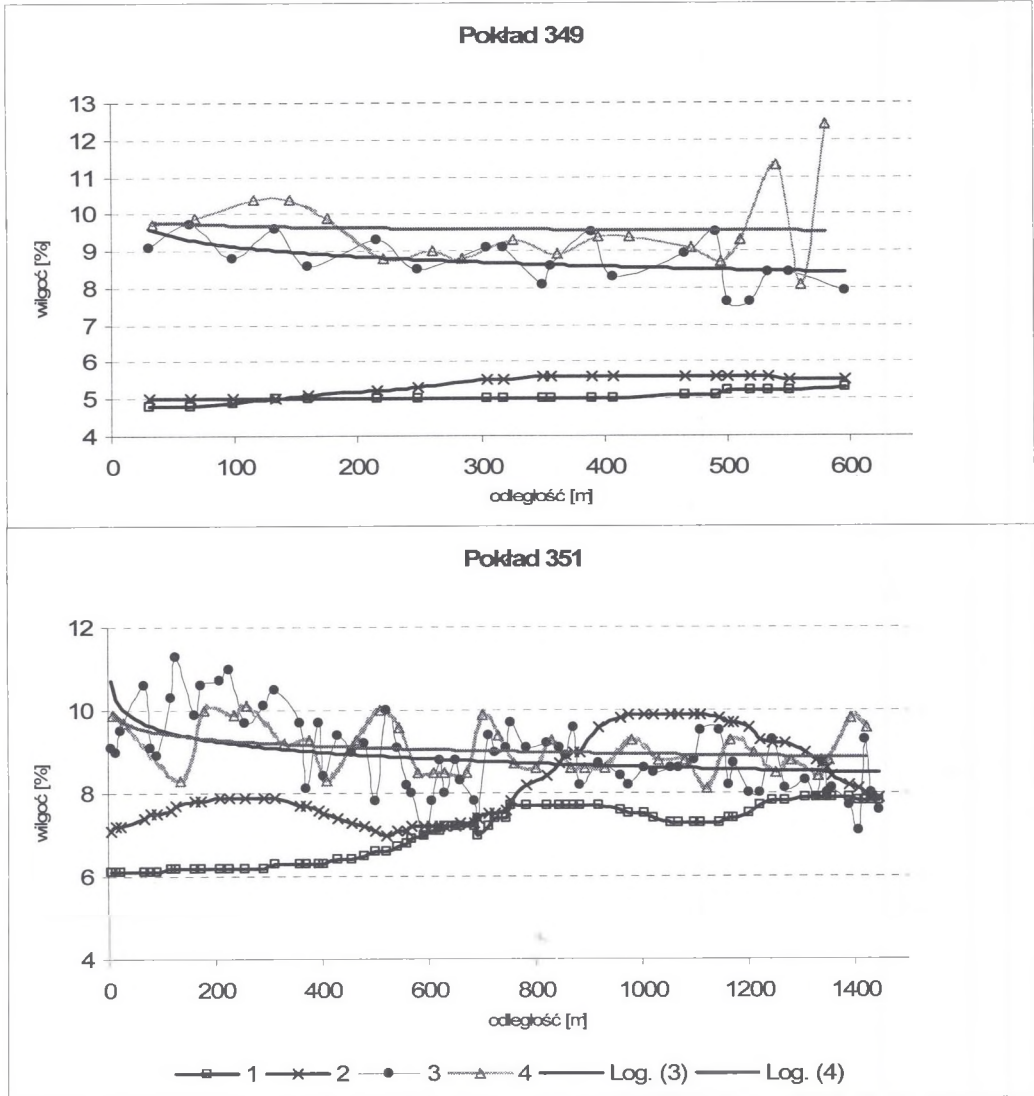 Pokład 349
13
12
11
10
9
8
7
6
5
4
wilgoć [%]
0 100 200 300 400 500 600
odległość [m]
Pokład 351
12
10
8
6
4
wilgoć [%]
0 200 400 600 800 1000 1200 1400
odległość [m]
1 2 3 4 Log. (3) Log. (4)